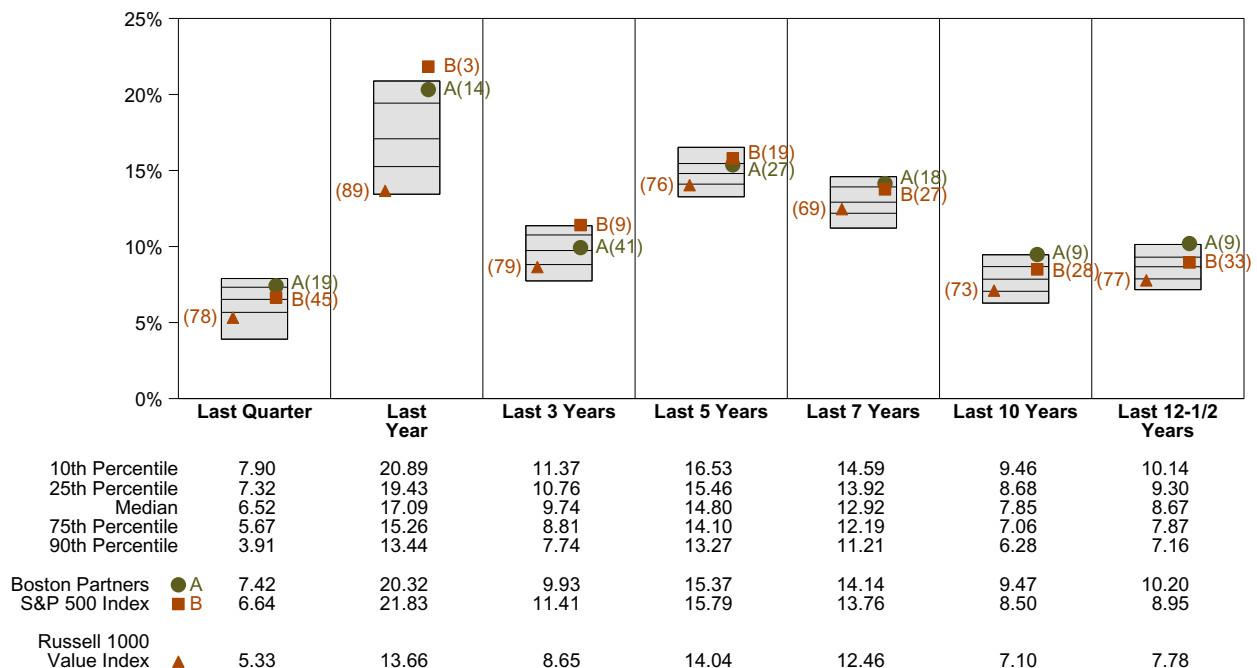 25%
20%
15%
10%
5%
0%
(78)
A(19)
B(45)
(89)
B(3)
A(14)
(79)
B(9)
A(41)
(76)
B(19)
A(27)
(69)
A(18)
B(27)
(73)
A(9)
B(28)
(77)
A(9)
B(33)
Last Quarter
Last
Year
Last 3 Years
Last 5 Years
Last 7 Years
Last 10 Years
Last 12-1/2
Years
10th Percentile 7.90 20.89 11.37 16.53 14.59 9.46 10.14
25th Percentile 7.32 19.43 10.76 15.46 13.92 8.68 9.30
Median 6.52 17.09 9.74 14.80 12.92 7.85 8.67
75th Percentile 5.67 15.26 8.81 14.10 12.19 7.06 7.87
90th Percentile 3.91 13.44 7.74 13.27 11.21 6.28 7.16
Boston Partners A 7.42 20.32 9.93 15.37 14.14 9.47 10.20
S&P 500 Index B 6.64 21.83 11.41 15.79 13.76 8.50 8.95
Russell 1000
Value Index 5.33 13.66 8.65 14.04 12.46 7.10 7.78